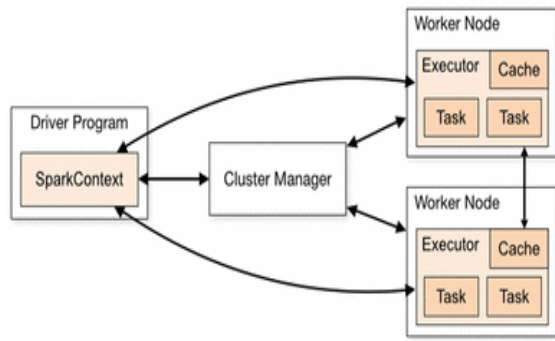 Driver Program
SparkContext
Cluster Manager
Worker Node
Executor
Cache
Task
Task
Worker Node
Executor
Cache
Task
Task